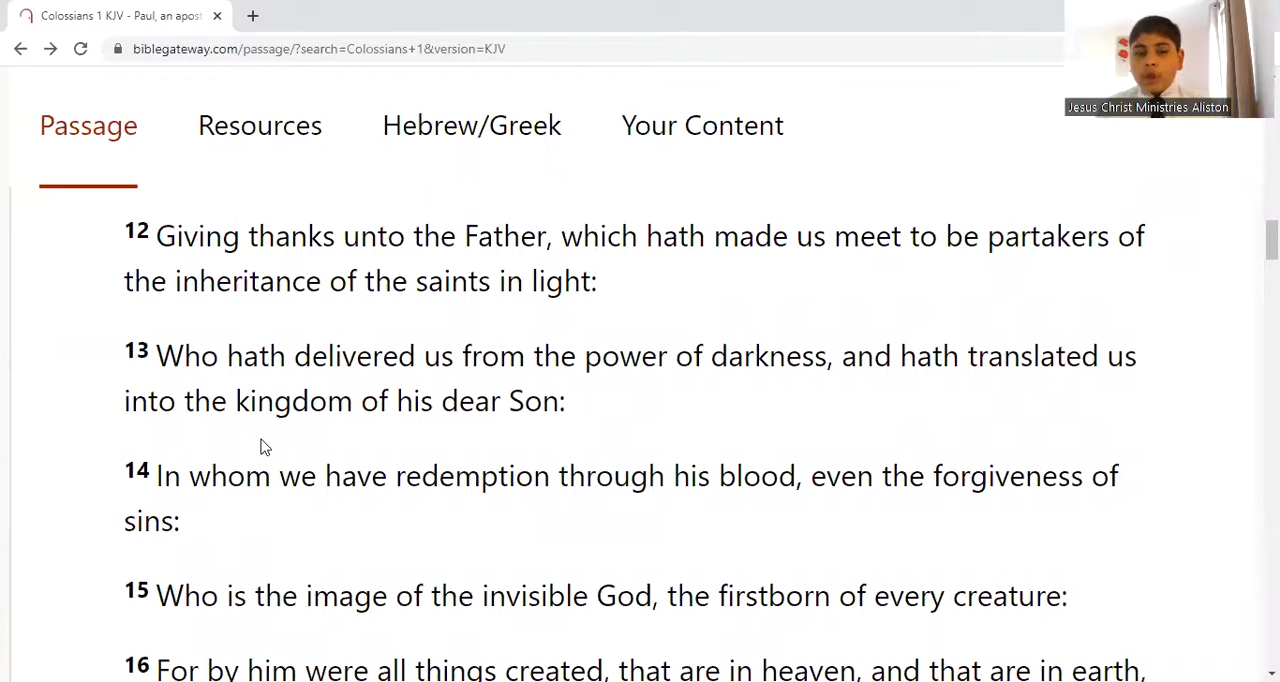 Colossians 1 KJV - Paul, an apost
biblegateway.com/passage/?search=Colossians+1&version=KJV
Jesus Christ Ministries Aliston
Passage Resources Hebrew/Greek Your Content
12 Giving thanks unto the Father, which hath made us meet to be partakers of
the inheritance of the saints in light:
13 Who hath delivered us from the power of darkness, and hath translated us
into the kingdom of his dear Son:
14 In whom we have redemption through his blood, even the forgiveness of
sins:
15 Who is the image of the invisible God, the firstborn of every creature:
16 For by him were all things created, that are in heaven, and that are in earth,